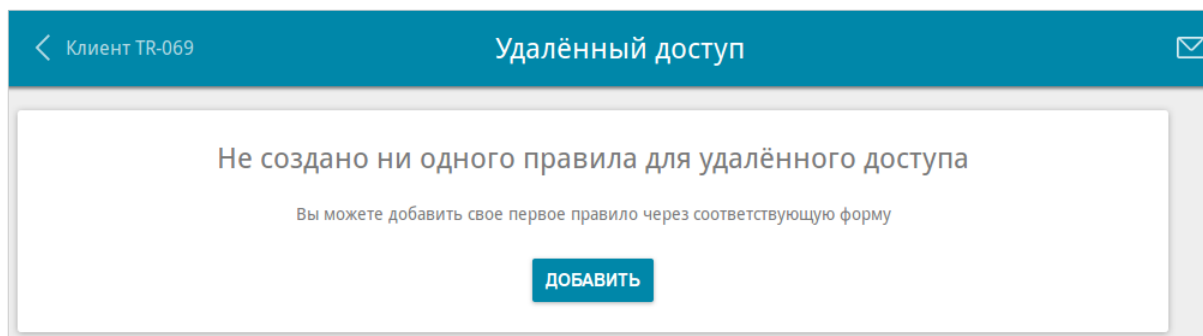 Клиент TR-069
Удалённый доступ
Не создано ни одного правила для удалённого доступа
Вы можете добавить свое первое правило через соответствующую форму
ДОБАВИТЬ